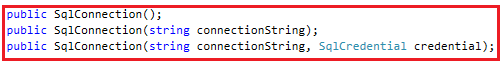 public SqlConnection();
public SqlConnection(string connectionString);
public SqlConnection(string connectionString, SqlCredential credential);